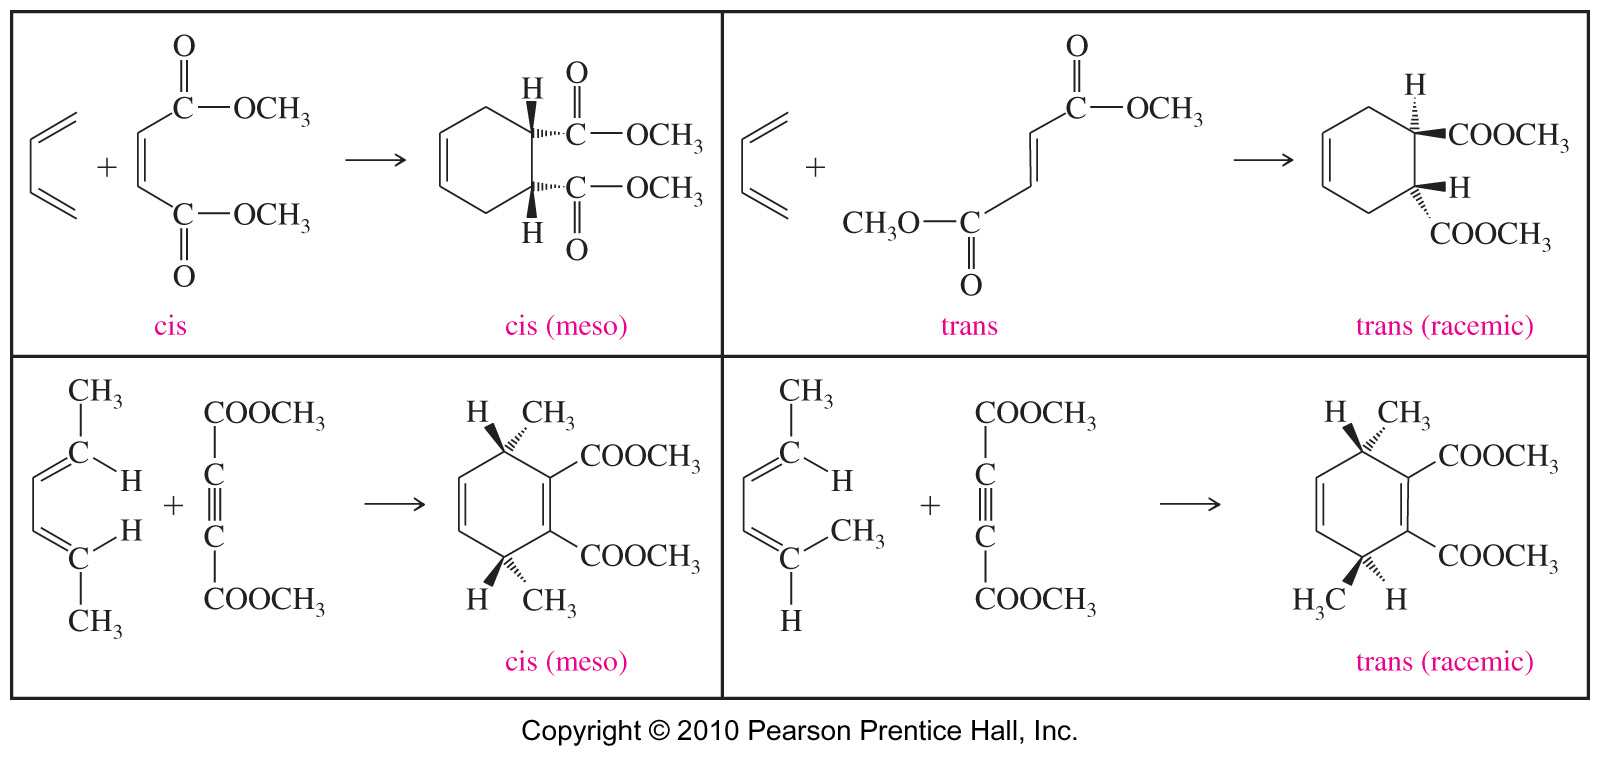 O
C—OCH₃
+
C—OCH₃
O
cis
H
O
C—OCH₃
C—OCH₃
H
O
cis (meso)
+
O
C—OCH₃
CH₃O—C
O
trans
H
COOCH₃
H
COOCH₃
trans (racemic)
CH₃
C
H
H
C
CH₃
+
COOCH₃
C
C
COOCH₃
H
CH₃
COOCH₃
COOCH₃
H
CH₃
cis (meso)
CH₃
C
H
CH₃
C
H
+
COOCH₃
C
C
COOCH₃
H
CH₃
COOCH₃
COOCH₃
H₃C
H
trans (racemic)
Copyright © 2010 Pearson Prentice Hall, Inc.